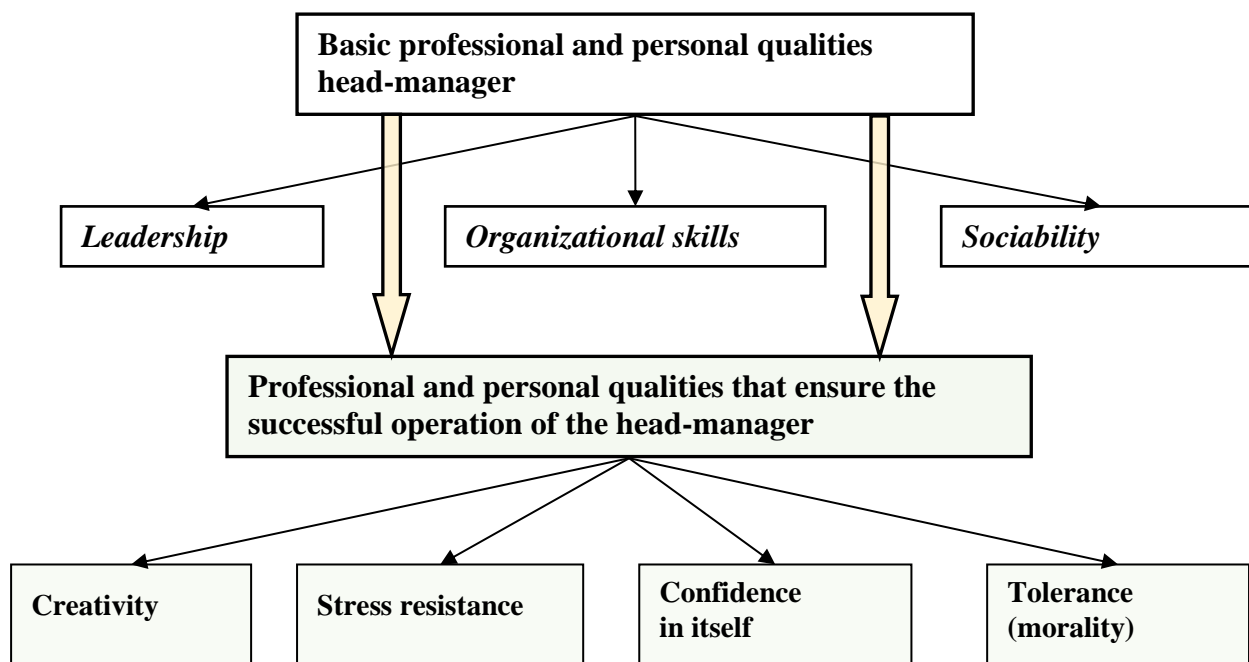 Basic professional and personal qualities
head-manager
Leadership
Organizational skills
Sociability
Professional and personal qualities that ensure the
successful operation of the head-manager
Creativity
Stress resistance
Confidence
in itself
Tolerance
(morality)